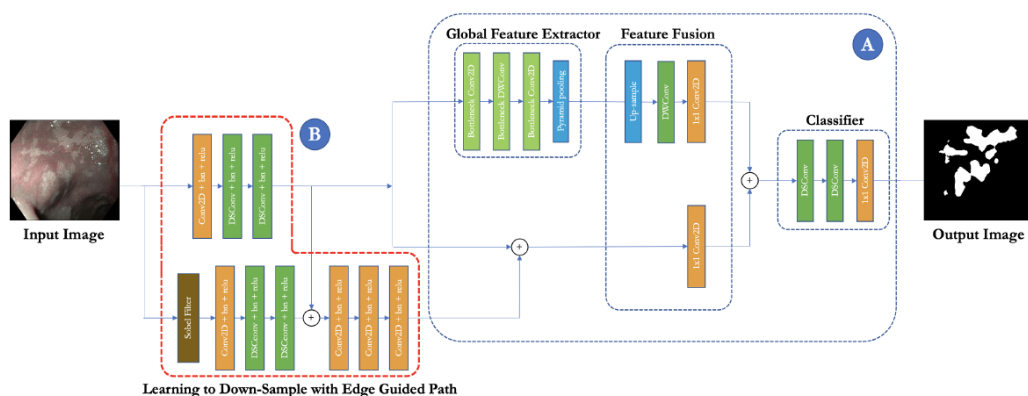 Global Feature Extractor
Feature Fusion
A
Bottleneck Conv2D
Bottleneck DWConv
Bottleneck Conv2D
Pyramid pooling
Up-sample
DWConv
1x1 Conv2D
B
Conv2D + bn + relu
DSConv + bn + relu
DSConv + bn + relu
Classifier
DSConv
DSConv
1x1 Conv2D
+
Input Image
Output Image
+
1x1 Conv2D
Sobel Filter
Conv2D + bn + relu
DSCeonv + bn + relu
DSCeonv + bn + relu
+
Conv2D + bn + relu
Conv2D + bn + relu
Conv2D + bn + relu
Learning to Down-Sample with Edge Guided Path